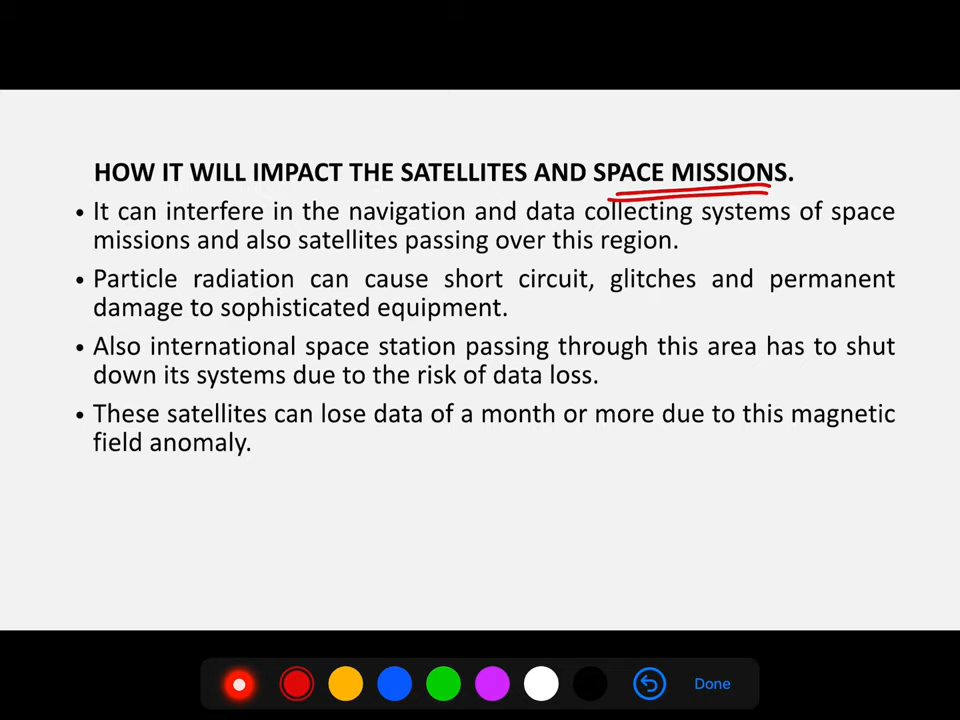 HOW IT WILL IMPACT THE SATELLITES AND SPACE MISSIONS.
• It can interfere in the navigation and data collecting systems of space
missions and also satellites passing over this region.
• Particle radiation can cause short circuit, glitches and permanent
damage to sophisticated equipment.
• Also international space station passing through this area has to shut
down its systems due to the risk of data loss.
• These satellites can lose data of a month or more due to this magnetic
field anomaly.
Done